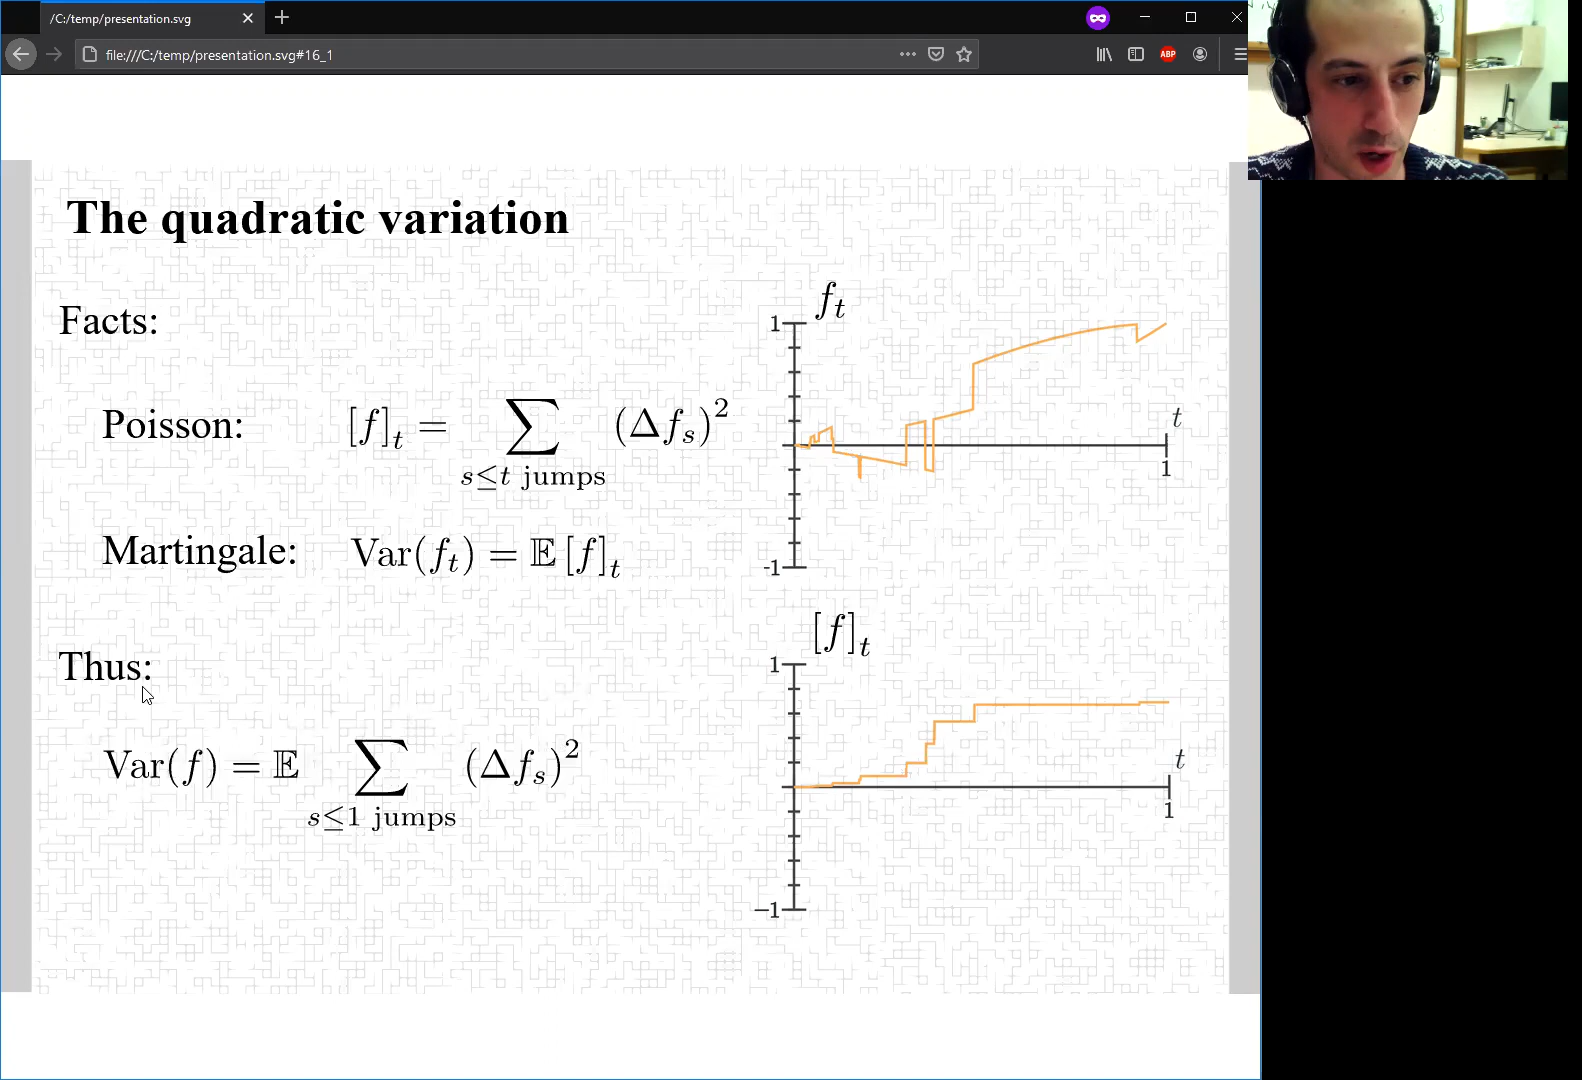 /C:/temp/presentation.svg
file:///C:/temp/presentation.svg#16_1
ABP
The quadratic variation
Facts:
Poisson: [f]_t = ∑_{s≤t jumps} (Δf_s)^2
Martingale: Var(f_t) = 𝔼 [f]_t
Thus:
Var(f) = 𝔼 ∑_{s≤1 jumps} (Δf_s)^2
f_t
1
t
1
-1
[f]_t
1
t
1
−1